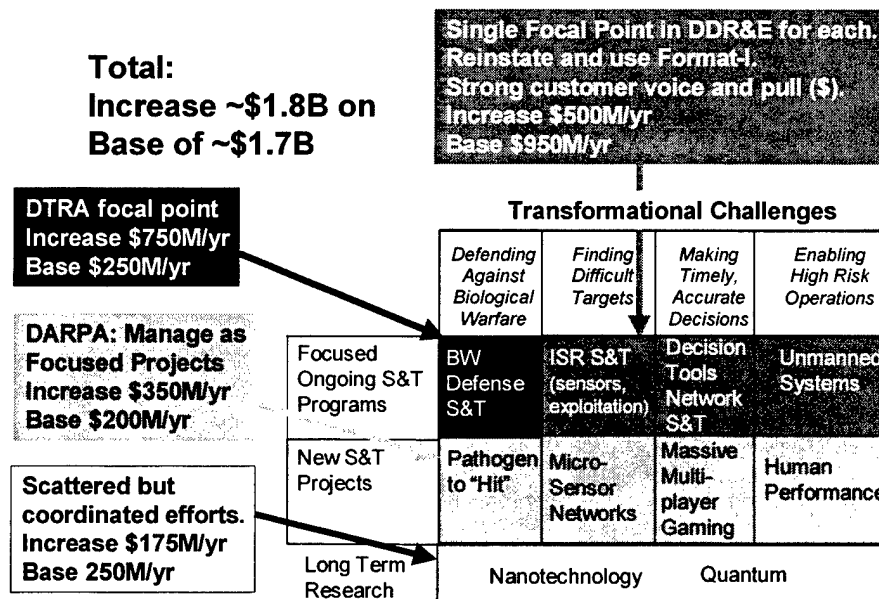 Total:
Increase ~$1.8B on
Base of ~$1.7B
Single Focal Point in DDR&E for each.
Reinstate and use Format-I.
Strong customer voice and pull ($).
Increase $500M/yr
Base $950M/yr
DTRA focal point
Increase $750M/yr
Base $250M/yr
DARPA: Manage as
Focused Projects
Increase $350M/yr
Base $200M/yr
Scattered but
coordinated efforts.
Increase $175M/yr
Base 250M/yr
Transformational Challenges
Defending
Against
Biological
Warfare
Finding
Difficult
Targets
Making
Timely,
Accurate
Decisions
Enabling
High Risk
Operations
Focused
Ongoing S&T
Programs
BW
Defense
S&T
ISR S&T
(sensors,
exploitation)
Decision
Tools
Network
S&T
Unmanned
Systems
New S&T
Projects
Pathogen
to "Hit"
Micro-
Sensor
Networks
Massive
Multi-
player
Gaming
Human
Performance
Long Term
Research
Nanotechnology Quantum